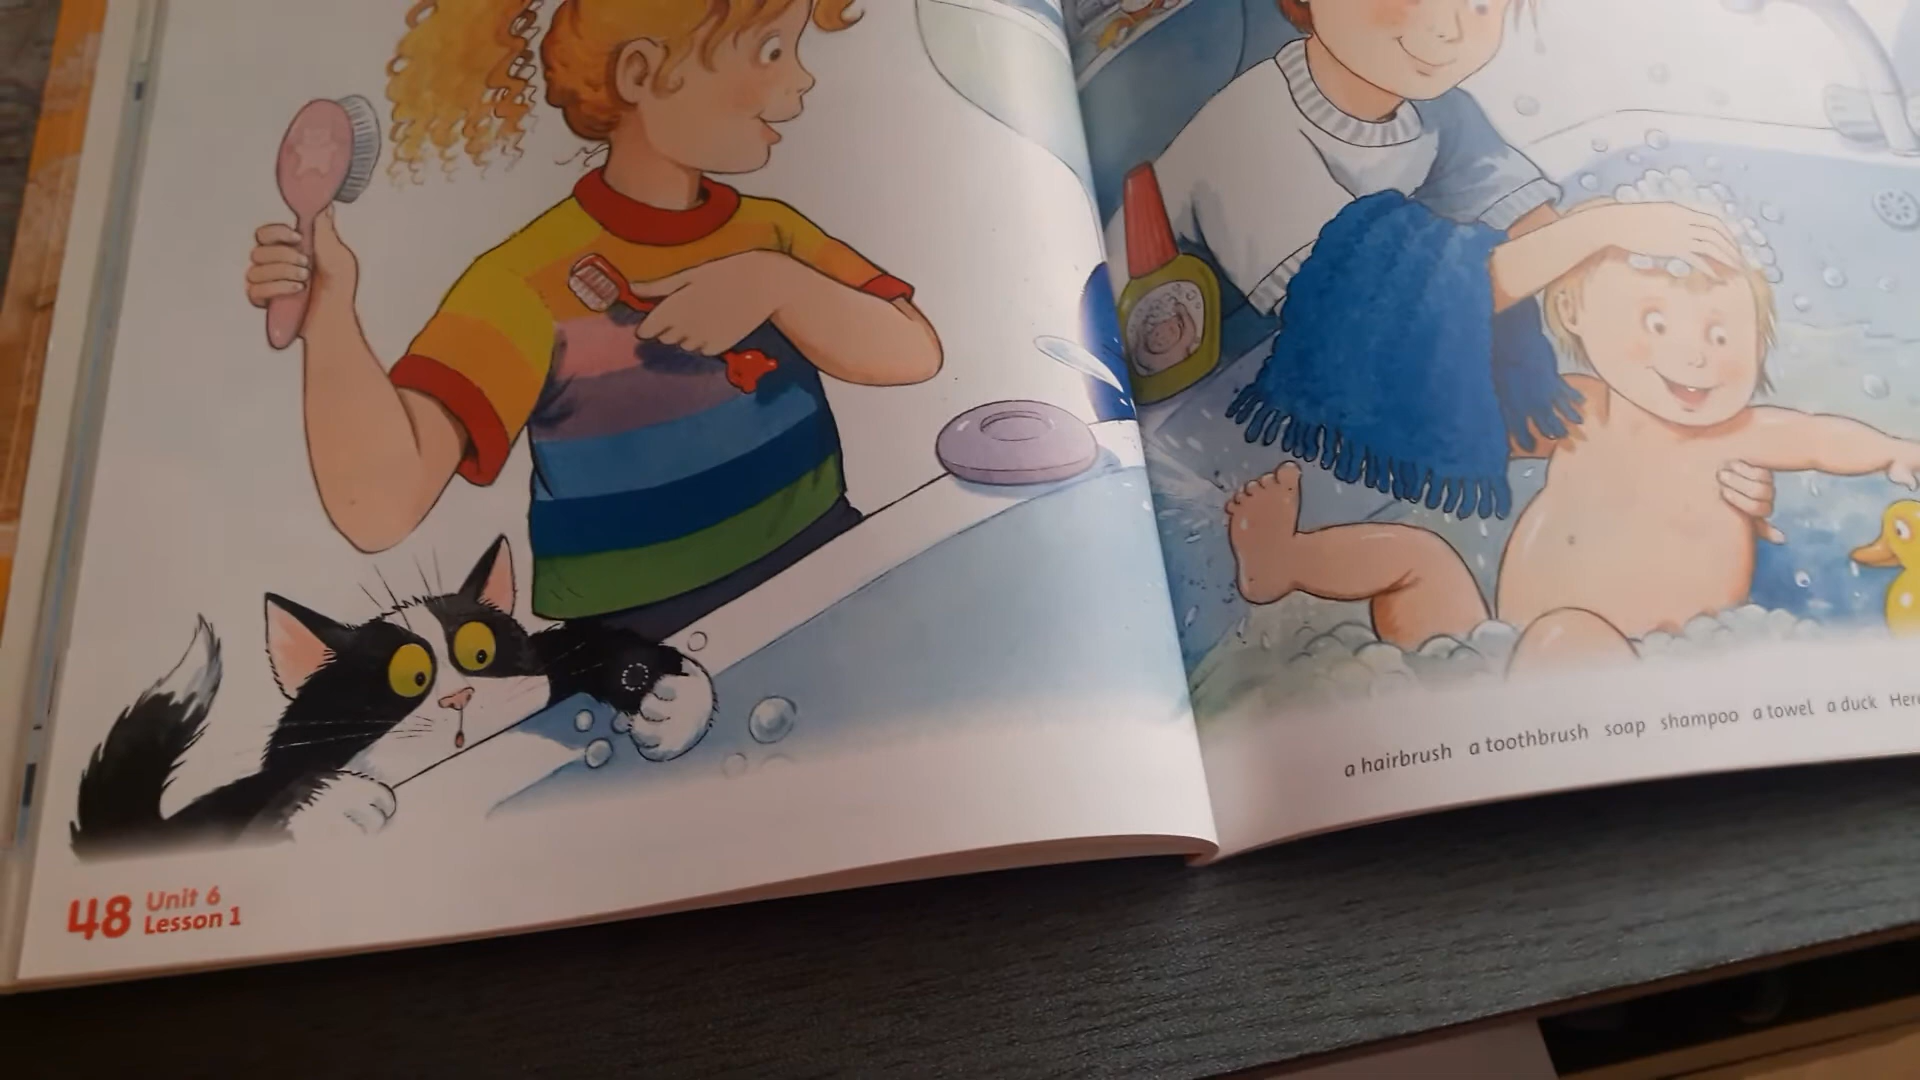 48 Unit 6
Lesson 1
a hairbrush a toothbrush soap shampoo a towel a duck